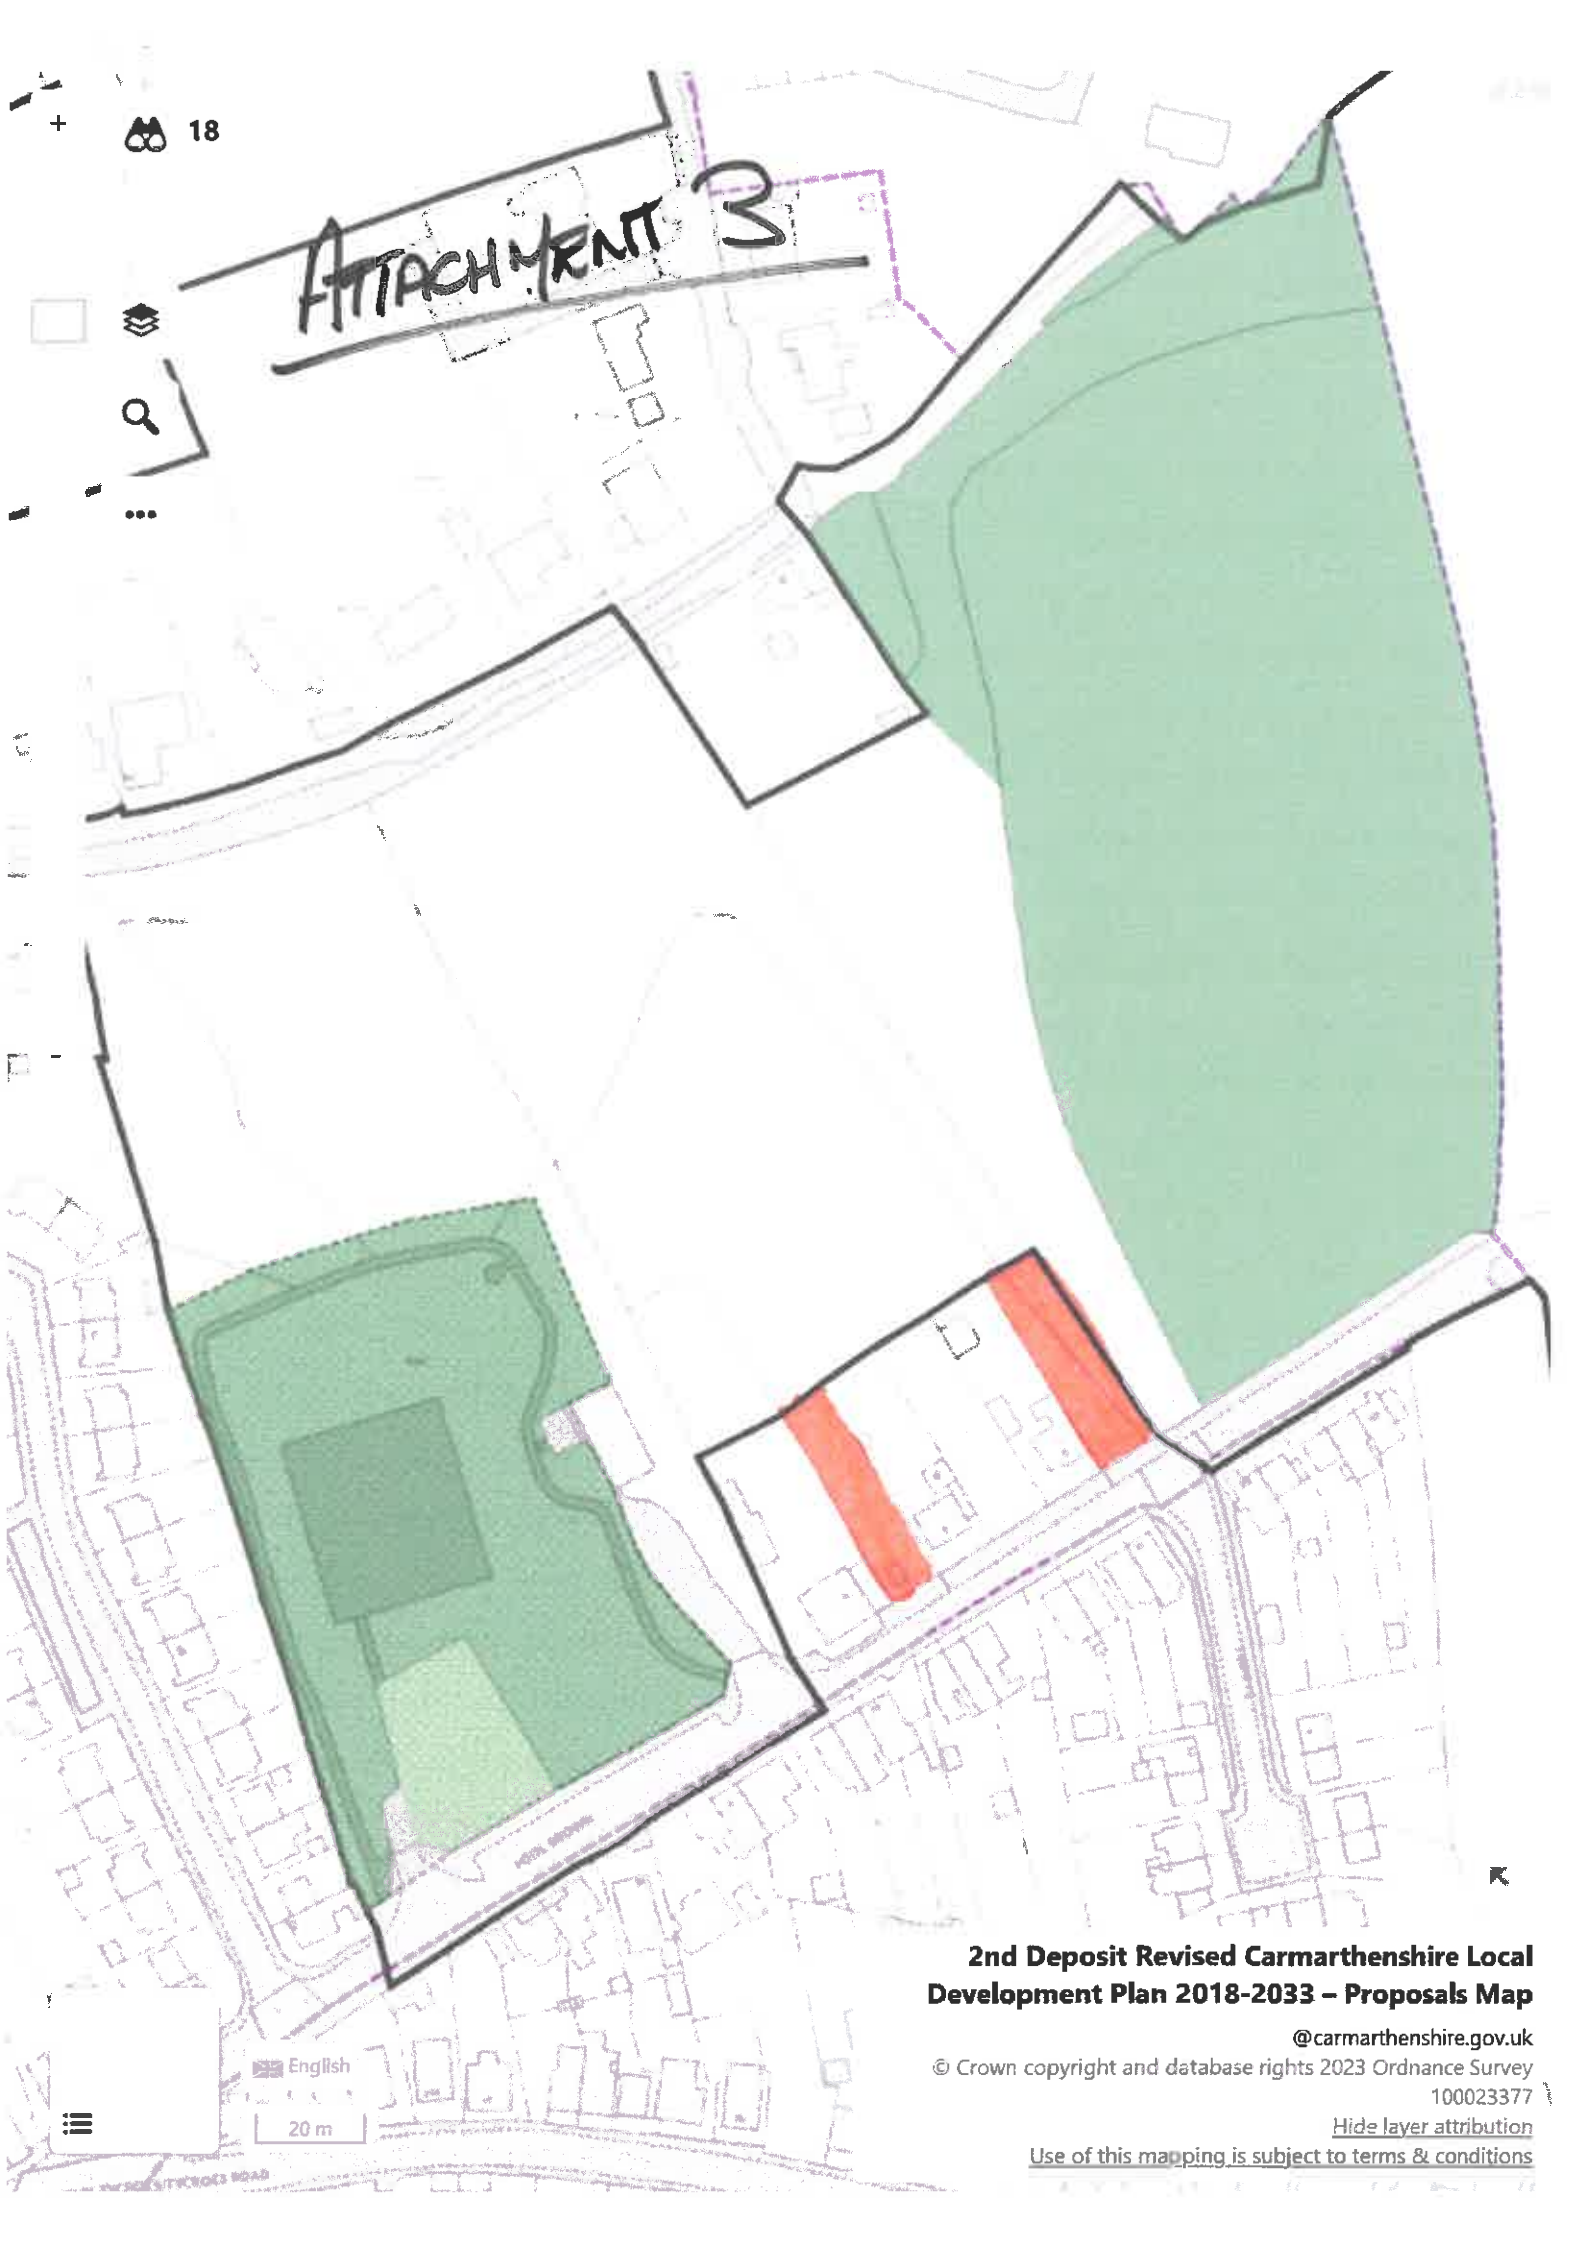 18
ATTACHMENT 3
2nd Deposit Revised Carmarthenshire Local
Development Plan 2018-2033 – Proposals Map
@carmarthenshire.gov.uk
© Crown copyright and database rights 2023 Ordnance Survey
100023377
Hide layer attribution
Use of this mapping is subject to terms & conditions
English
20 m
ROAD